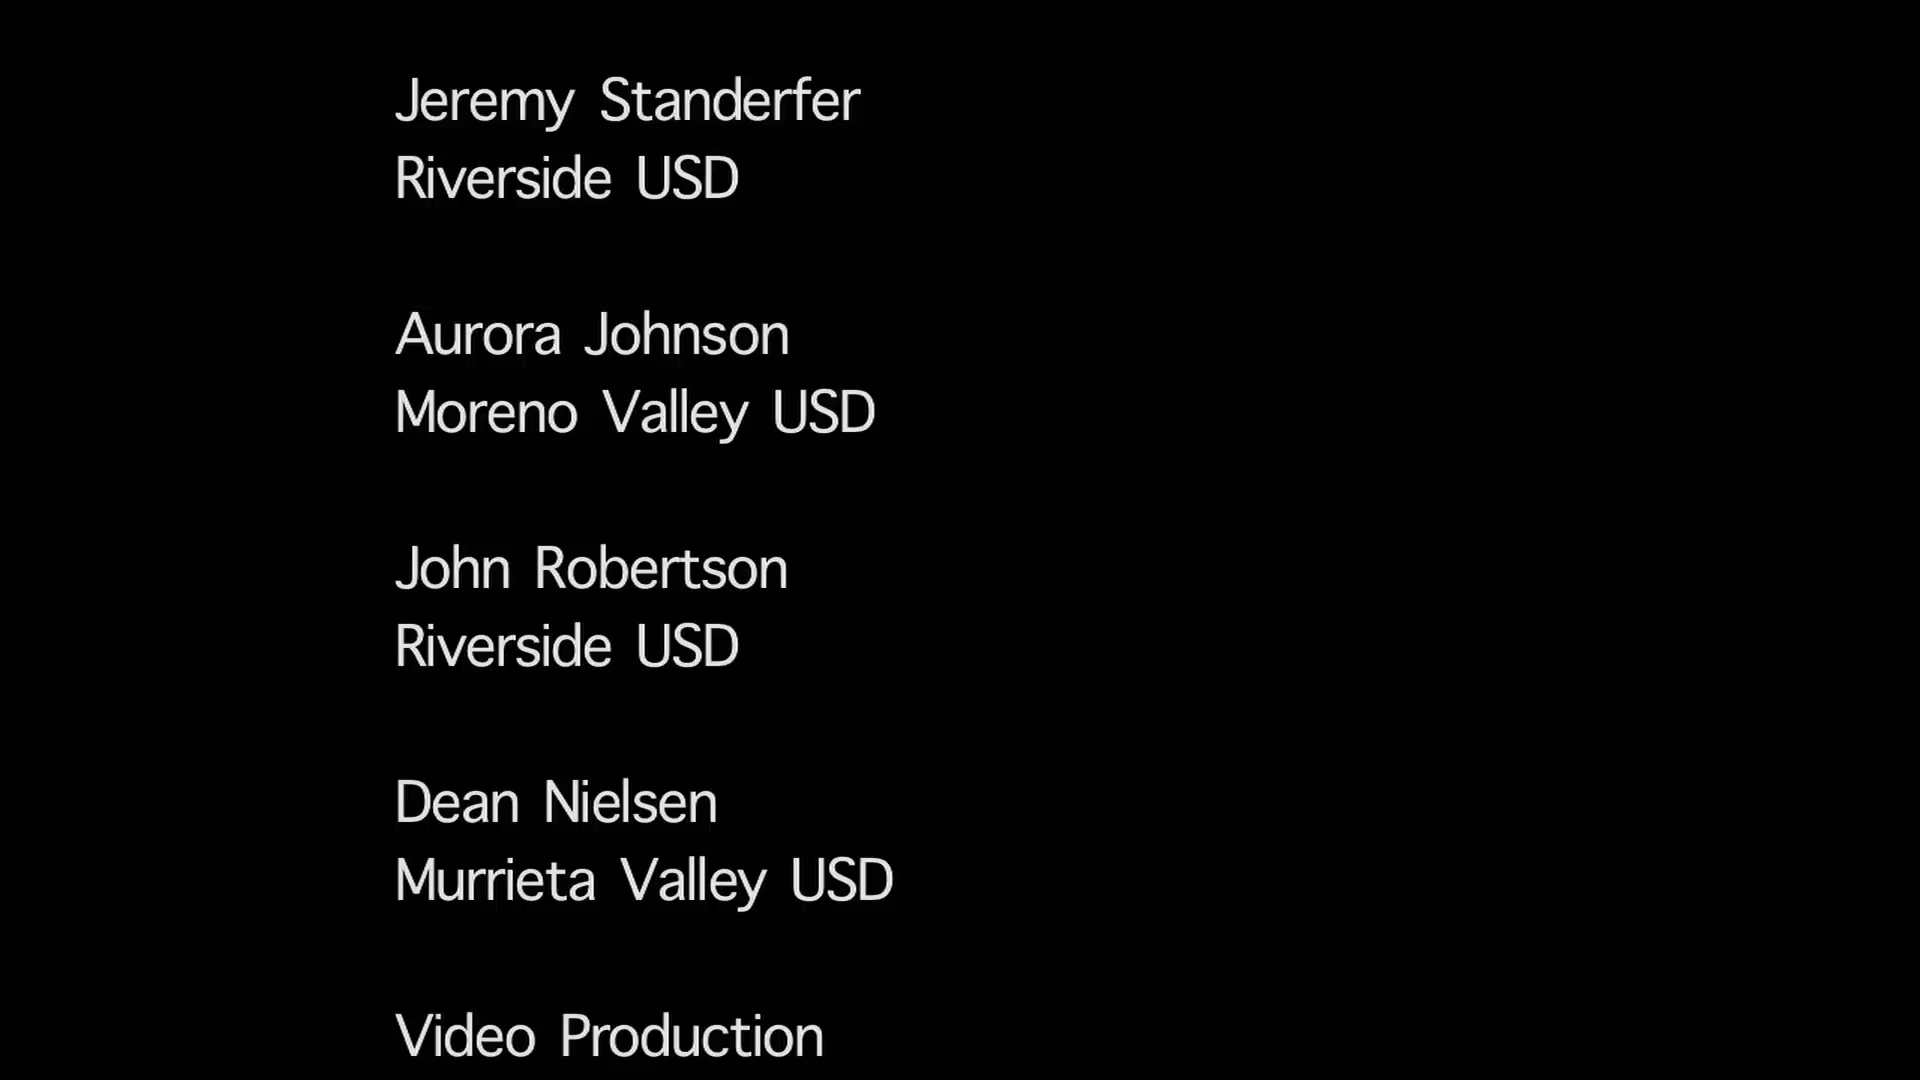 Jeremy Standerfer
Riverside USD
Aurora Johnson
Moreno Valley USD
John Robertson
Riverside USD
Dean Nielsen
Murrieta Valley USD
Video Production